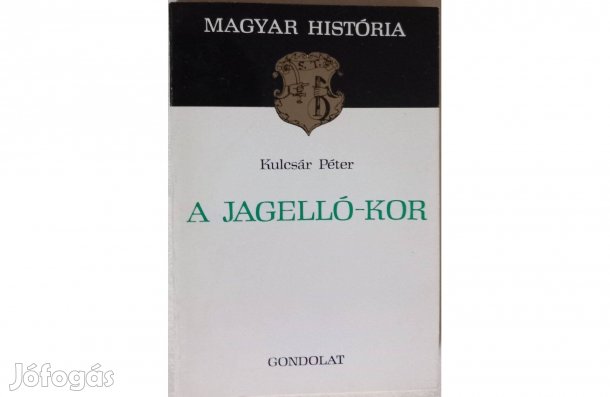 MAGYAR HISTÓRIA
S. T.
Kulcsár Péter
A JAGELLÓ-KOR
GONDOLAT
Jófogás